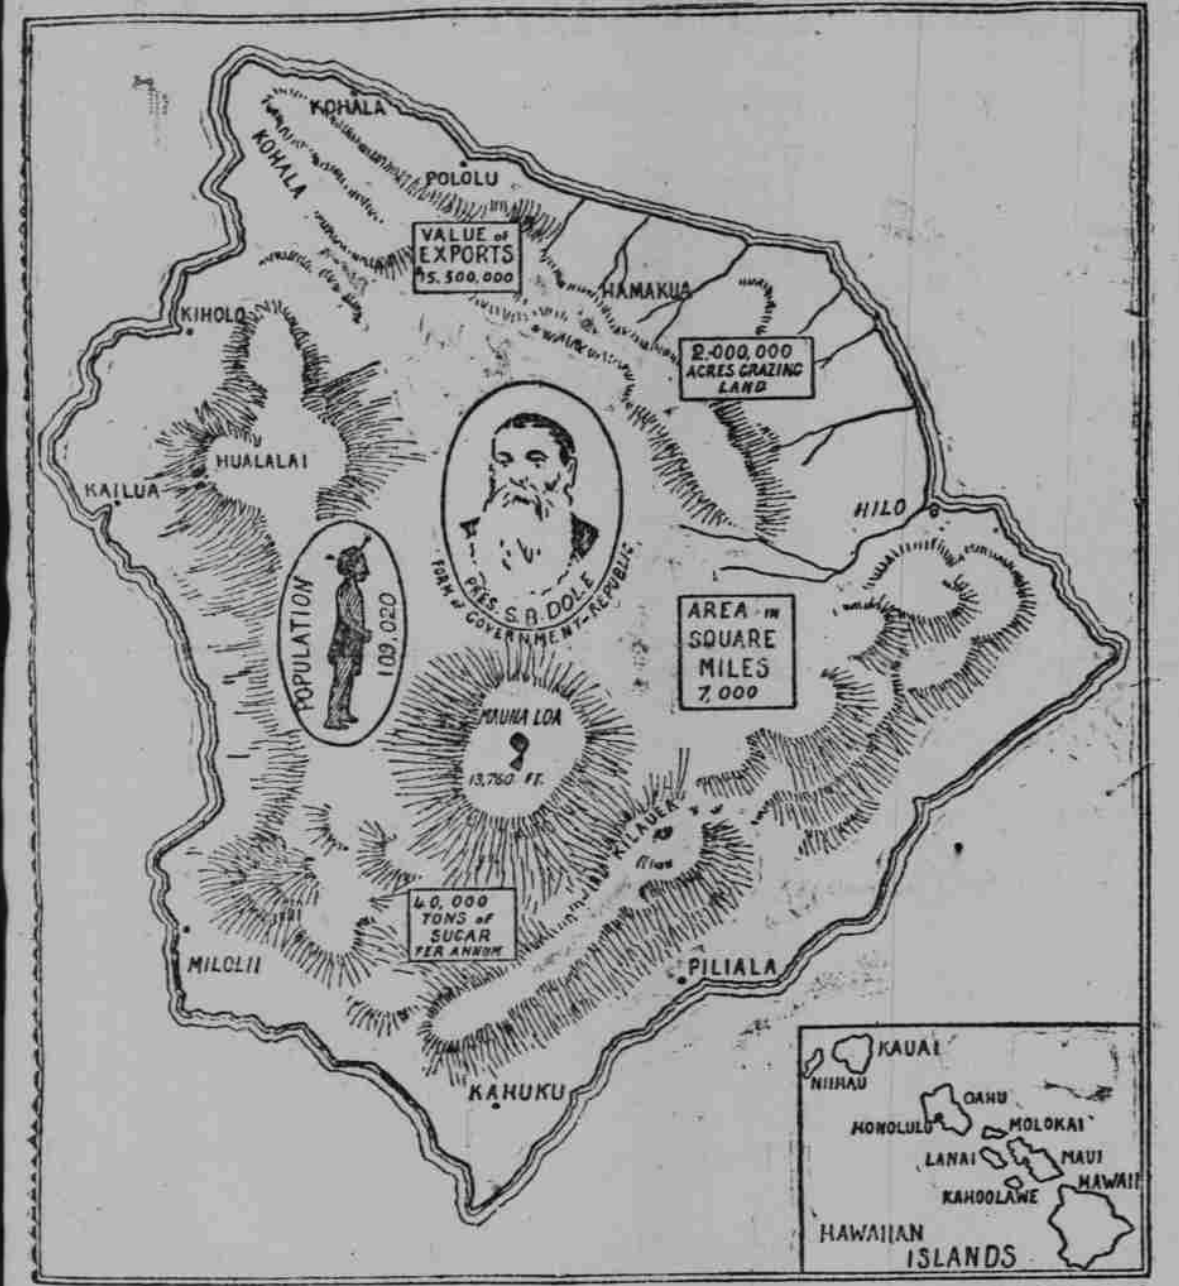 KOHALA
KOHALA
POLOLU
VALUE of
EXPORTS
$15.500,000
HAMAKUA
KIHOLO
2,000,000
ACRES GRAZING
LAND
HUALALAI
KAILUA
HILO
POPULATION
109,020
PRES. S. B. DOLE
FORM of GOVERNMENT-REPUBLIC.
AREA IN
SQUARE
MILES
7,000
MAUNA LOA
13,760 FT.
KILAUEA
40,000
TONS of
SUGAR
PER ANNUM
MILOLII
PILIALA
KAHUKU
KAUAI
NIIHAU
OAHU
HONOLULU
MOLOKAI
LANAI
MAUI
KAHOOLAWE
HAWAII
HAWAIIAN
ISLANDS